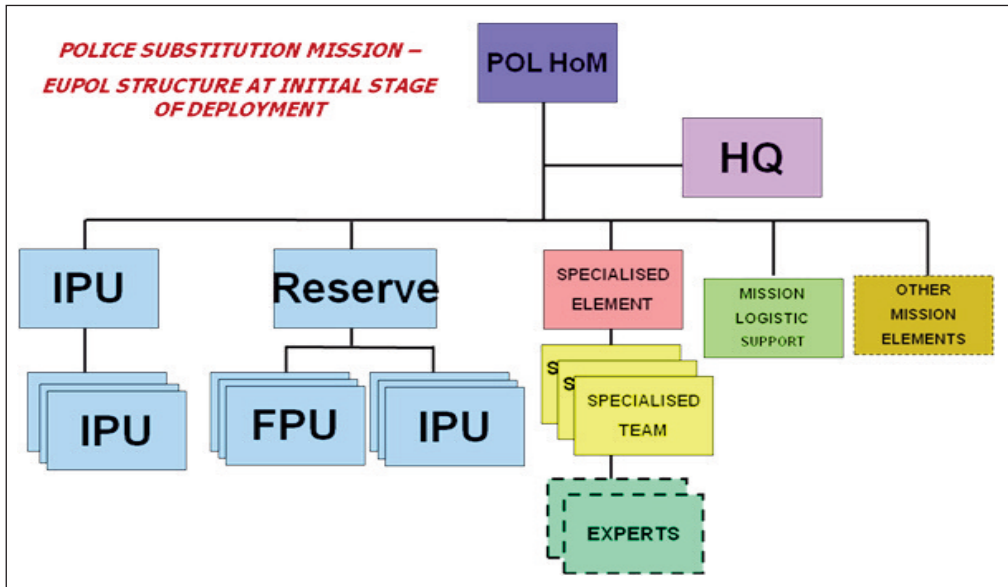 POLICE SUBSTITUTION MISSION –
EUPOL STRUCTURE AT INITIAL STAGE
OF DEPLOYMENT
POL HoM
HQ
IPU
Reserve
SPECIALISED
ELEMENT
MISSION
LOGISTIC
SUPPORT
OTHER
MISSION
ELEMENTS
IPU
FPU
IPU
S
S
SPECIALISED
TEAM
EXPERTS